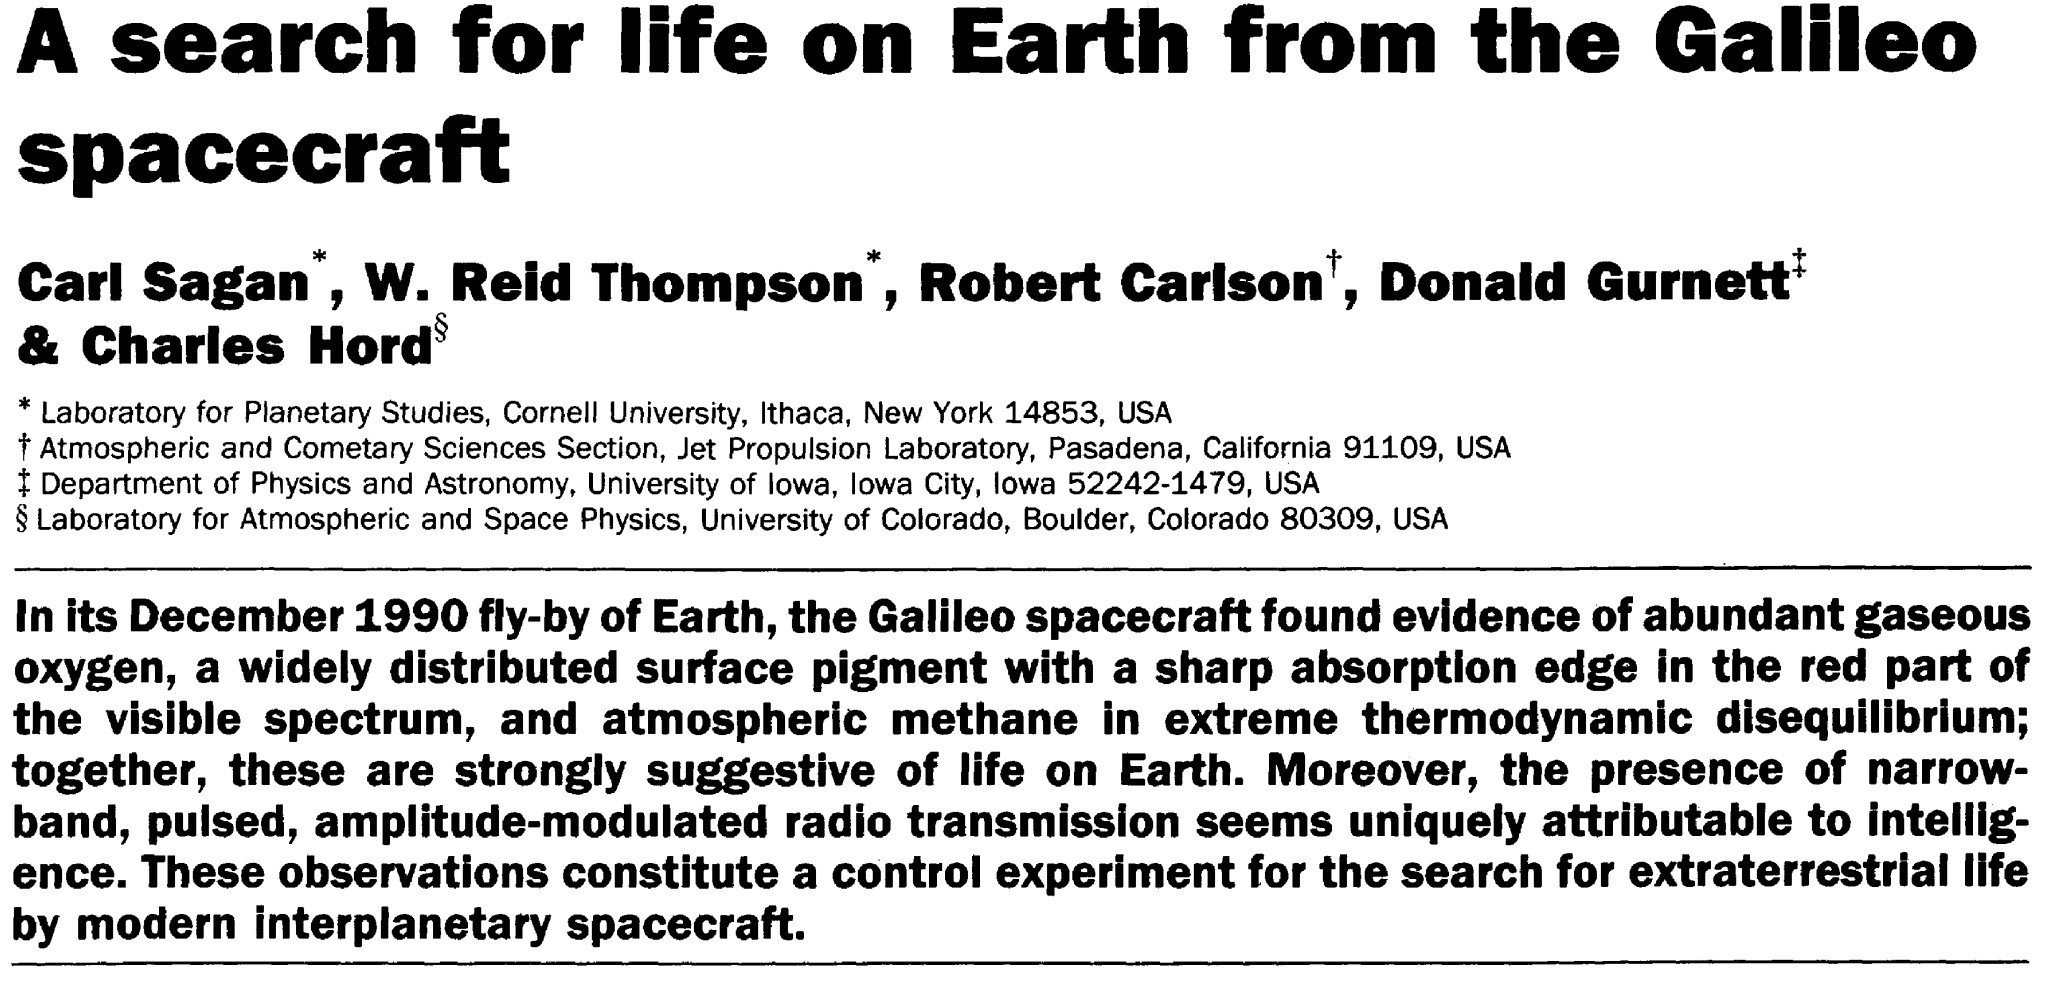 A search for life on Earth from the Galileo
spacecraft
Carl Sagan*, W. Reid Thompson*, Robert Carlson†, Donald Gurnett‡
& Charles Hord§
* Laboratory for Planetary Studies, Cornell University, Ithaca, New York 14853, USA
† Atmospheric and Cometary Sciences Section, Jet Propulsion Laboratory, Pasadena, California 91109, USA
‡ Department of Physics and Astronomy, University of Iowa, Iowa City, Iowa 52242-1479, USA
§ Laboratory for Atmospheric and Space Physics, University of Colorado, Boulder, Colorado 80309, USA
In its December 1990 fly-by of Earth, the Galileo spacecraft found evidence of abundant gaseous
oxygen, a widely distributed surface pigment with a sharp absorption edge in the red part of
the visible spectrum, and atmospheric methane in extreme thermodynamic disequilibrium;
together, these are strongly suggestive of life on Earth. Moreover, the presence of narrow-
band, pulsed, amplitude-modulated radio transmission seems uniquely attributable to intellig-
ence. These observations constitute a control experiment for the search for extraterrestrial life
by modern interplanetary spacecraft.